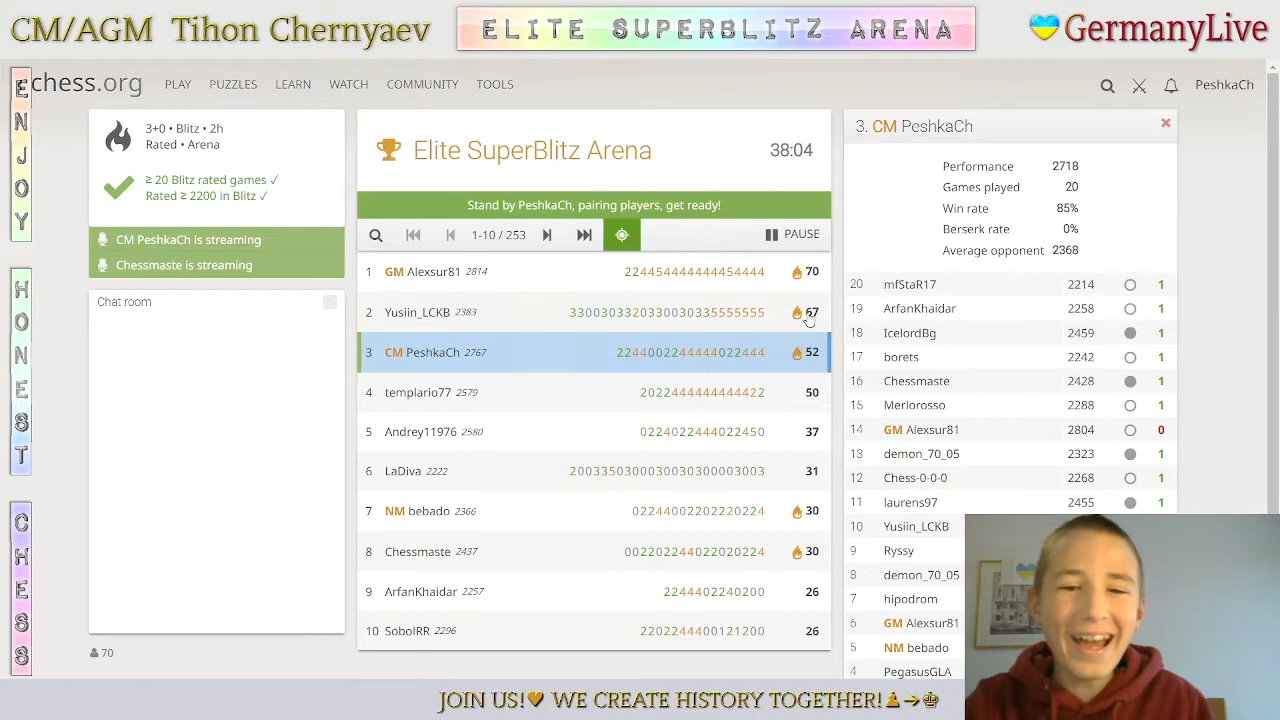 CM/AGM Tihon Chernyaev
ELITE SUPERBLITZ ARENA
GermanyLive
ENJOY
HONEST
CHESS
chess.org
PLAY PUZZLES LEARN WATCH COMMUNITY TOOLS
PeshkaCh
3+0 • Blitz • 2h
Rated • Arena
≥ 20 Blitz rated games ✓
Rated ≥ 2200 in Blitz ✓
CM PeshkaCh is streaming
Chessmaste is streaming
Chat room
70
Elite SuperBlitz Arena 38:04
Stand by PeshkaCh, pairing players, get ready!
1-10 / 253 PAUSE
1 GM Alexsur81 2814 22445444444454444 70
2 Yusiin_LCKB 2383 33003033203300303355555555 67
3 CM PeshkaCh 2767 22440022444444022444 52
4 templario77 2579 20224444444444422 50
5 Andrey11976 2580 0224022444022450 37
6 LaDiva 2222 2003350300030300300003003 31
7 NM bebado 2366 0224400220220224 30
8 Chessmaste 2437 00220224402202022​4 30
9 ArfanKhaidar 2257 2244402240200 26
10 SobolRR 2296 2202244400121200 26
3. CM PeshkaCh
Performance 2718
Games played 20
Win rate 85%
Berserk rate 0%
Average opponent 2368
20 mfStaR17 2214 1
19 ArfanKhaidar 2258 1
18 IcelordBg 2459 1
17 borets 2242 1
16 Chessmaste 2428 1
15 Merlorosso 2288 1
14 GM Alexsur81 2804 0
13 demon_70_05 2323 1
12 Chess-0-0-0 2268 1
11 laurens97 2455 1
10 Yusiin_LCKB
9 Ryssy
8 demon_70_05
7 hipodrom
6 GM Alexsur81
5 NM bebado
4 PegasusGLA
JOIN US!♥ WE CREATE HISTORY TOGETHER!♟→♚